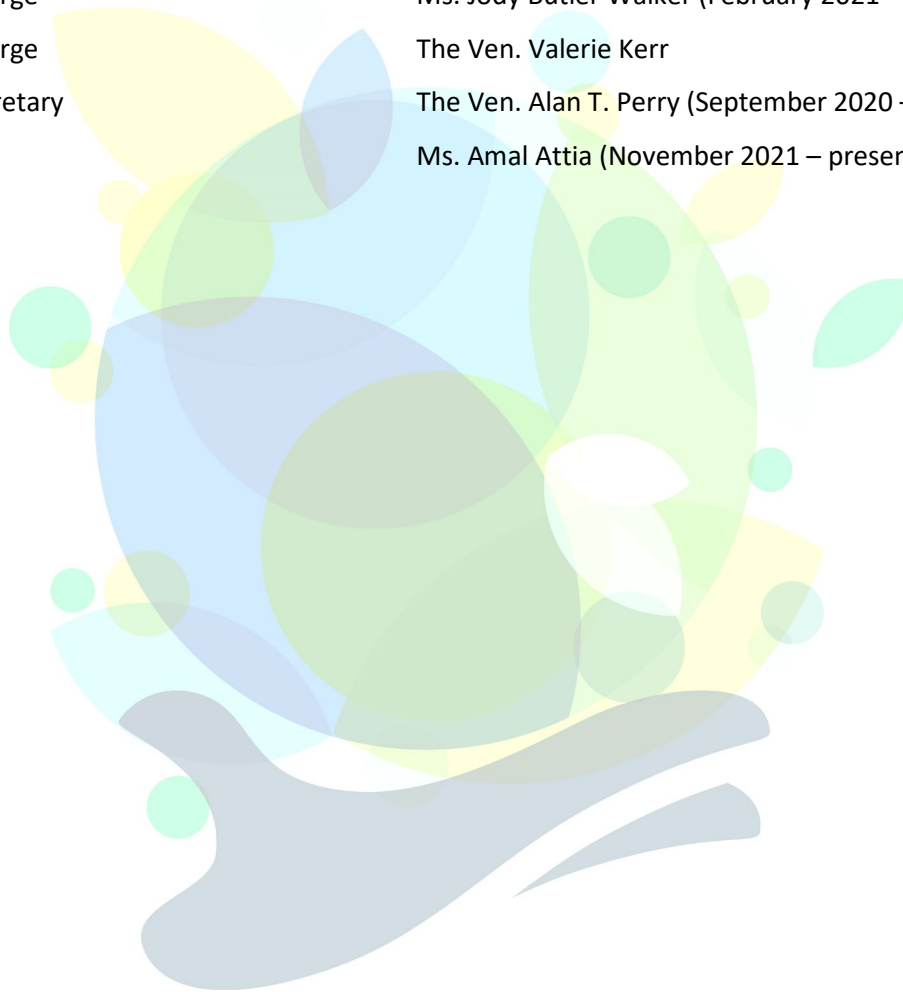 rge Ms. Jody Butler Walker (February 2021
rge The Ven. Valerie Kerr
retary The Ven. Alan T. Perry (September 2020 -
Ms. Amal Attia (November 2021 – presen